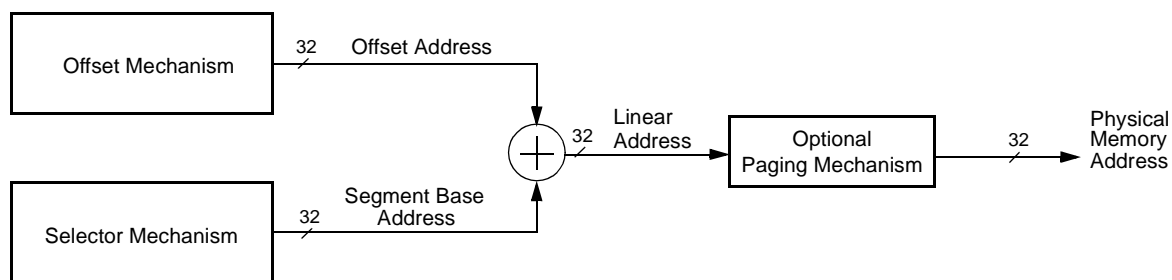 Offset Mechanism
32
Offset Address
Selector Mechanism
32
Segment Base
Address
32
Linear
Address
Optional
Paging Mechanism
32
Physical
Memory
Address